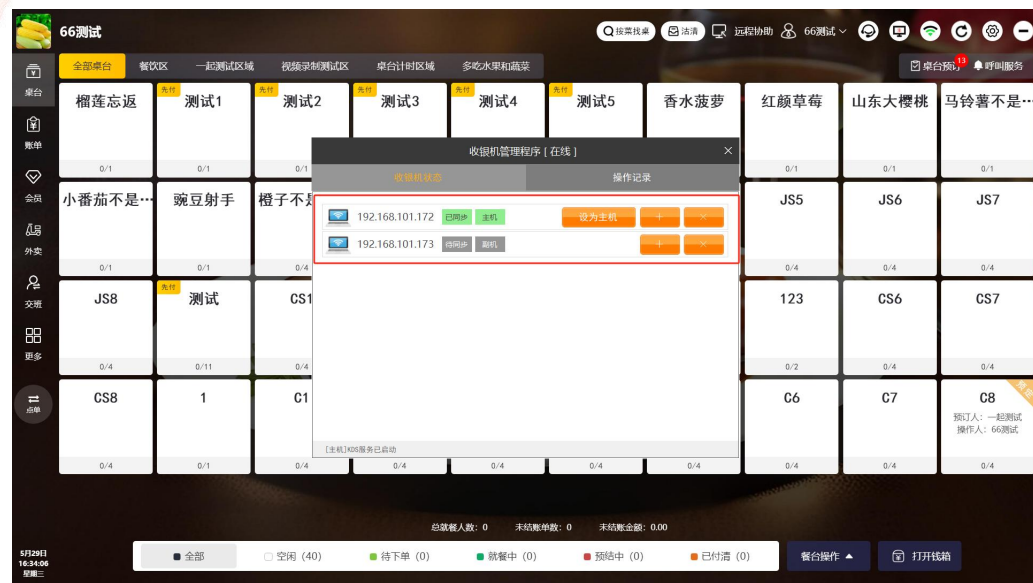 66测试
按菜找桌
沽清
远程协助
66测试
全部桌台
餐饮区
一起测试区域
视频录制测试区
桌台计时区域
多吃水果和蔬菜
桌台预订
13
呼叫服务
桌台
账单
会员
外卖
交班
更多
点单
榴莲忘返
0/1
先付
测试1
0/1
先付
测试2
0/1
先付
测试3
先付
测试4
先付
测试5
香水菠萝
红颜草莓
0/1
山东大樱桃
0/1
马铃薯不是…
0/1
小番茄不是…
0/1
豌豆射手
0/1
橙子不是
0/4
JS5
0/4
JS6
0/4
JS7
0/4
JS8
0/4
先付
测试
0/11
CS1
0/4
123
0/2
CS6
0/4
CS7
0/4
CS8
0/4
1
0/1
C1
0/4
0/4
0/4
0/4
0/4
C6
0/4
C7
0/4
C8
预订人：一起测试
操作人：66测试
0/4
收银机管理程序 [ 在线 ]
收银机状态
操作记录
192.168.101.172 已同步 主机 设为主机 + ×
192.168.101.173 待同步 副机 + ×
[主机]KDS服务已启动
总就餐人数：0 未结账单数：0 未结账金额：0.00
5月29日
16:34:06
星期三
全部
空闲（40）
待下单（0）
就餐中（0）
预结中（0）
已付清（0）
餐台操作
打开钱箱